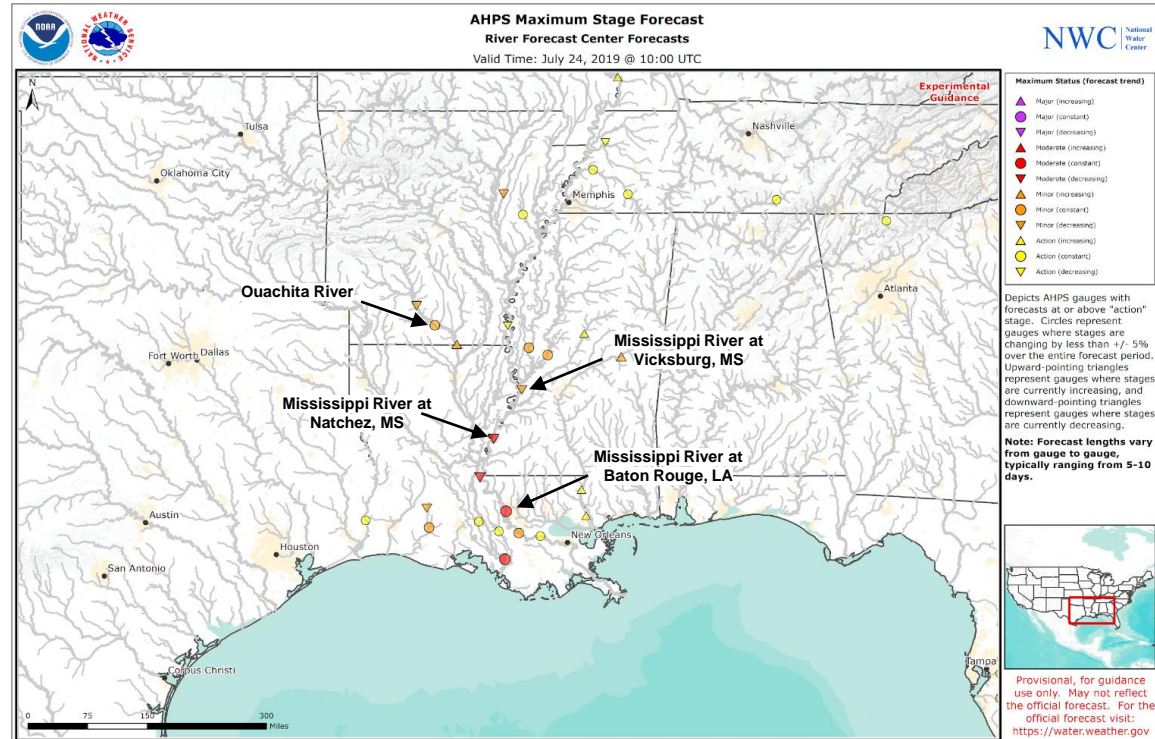 AHPS Maximum Stage Forecast
River Forecast Center Forecasts
Valid Time: July 24, 2019 @ 10:00 UTC
NOAA
NATIONAL WEATHER SERVICE
NWC
National
Water
Center
N
Experimental
Guidance
Tulsa
Nashville
Oklahoma City
Memphis
Ouachita River
Atlanta
Mississippi River at
Vicksburg, MS
Fort Worth
Dallas
Mississippi River at
Natchez, MS
Mississippi River at
Baton Rouge, LA
Austin
New Orleans
Houston
San Antonio
Corpus Christi
Tampa
0 75 150 300
Miles
Maximum Status (forecast trend)
Major (increasing)
Major (constant)
Major (decreasing)
Moderate (increasing)
Moderate (constant)
Moderate (decreasing)
Minor (increasing)
Minor (constant)
Minor (decreasing)
Action (increasing)
Action (constant)
Action (decreasing)
Depicts AHPS gauges with
forecasts at or above "action"
stage. Circles represent
gauges where stages are
changing by less than +/- 5%
over the entire forecast period.
Upward-pointing triangles
represent gauges where stages
are currently increasing, and
downward-pointing triangles
represent gauges where stages
are currently decreasing.
Note: Forecast lengths vary
from gauge to gauge,
typically ranging from 5-10
days.
Provisional, for guidance
use only. May not reflect
the official forecast. For the
official forecast visit:
https://water.weather.gov